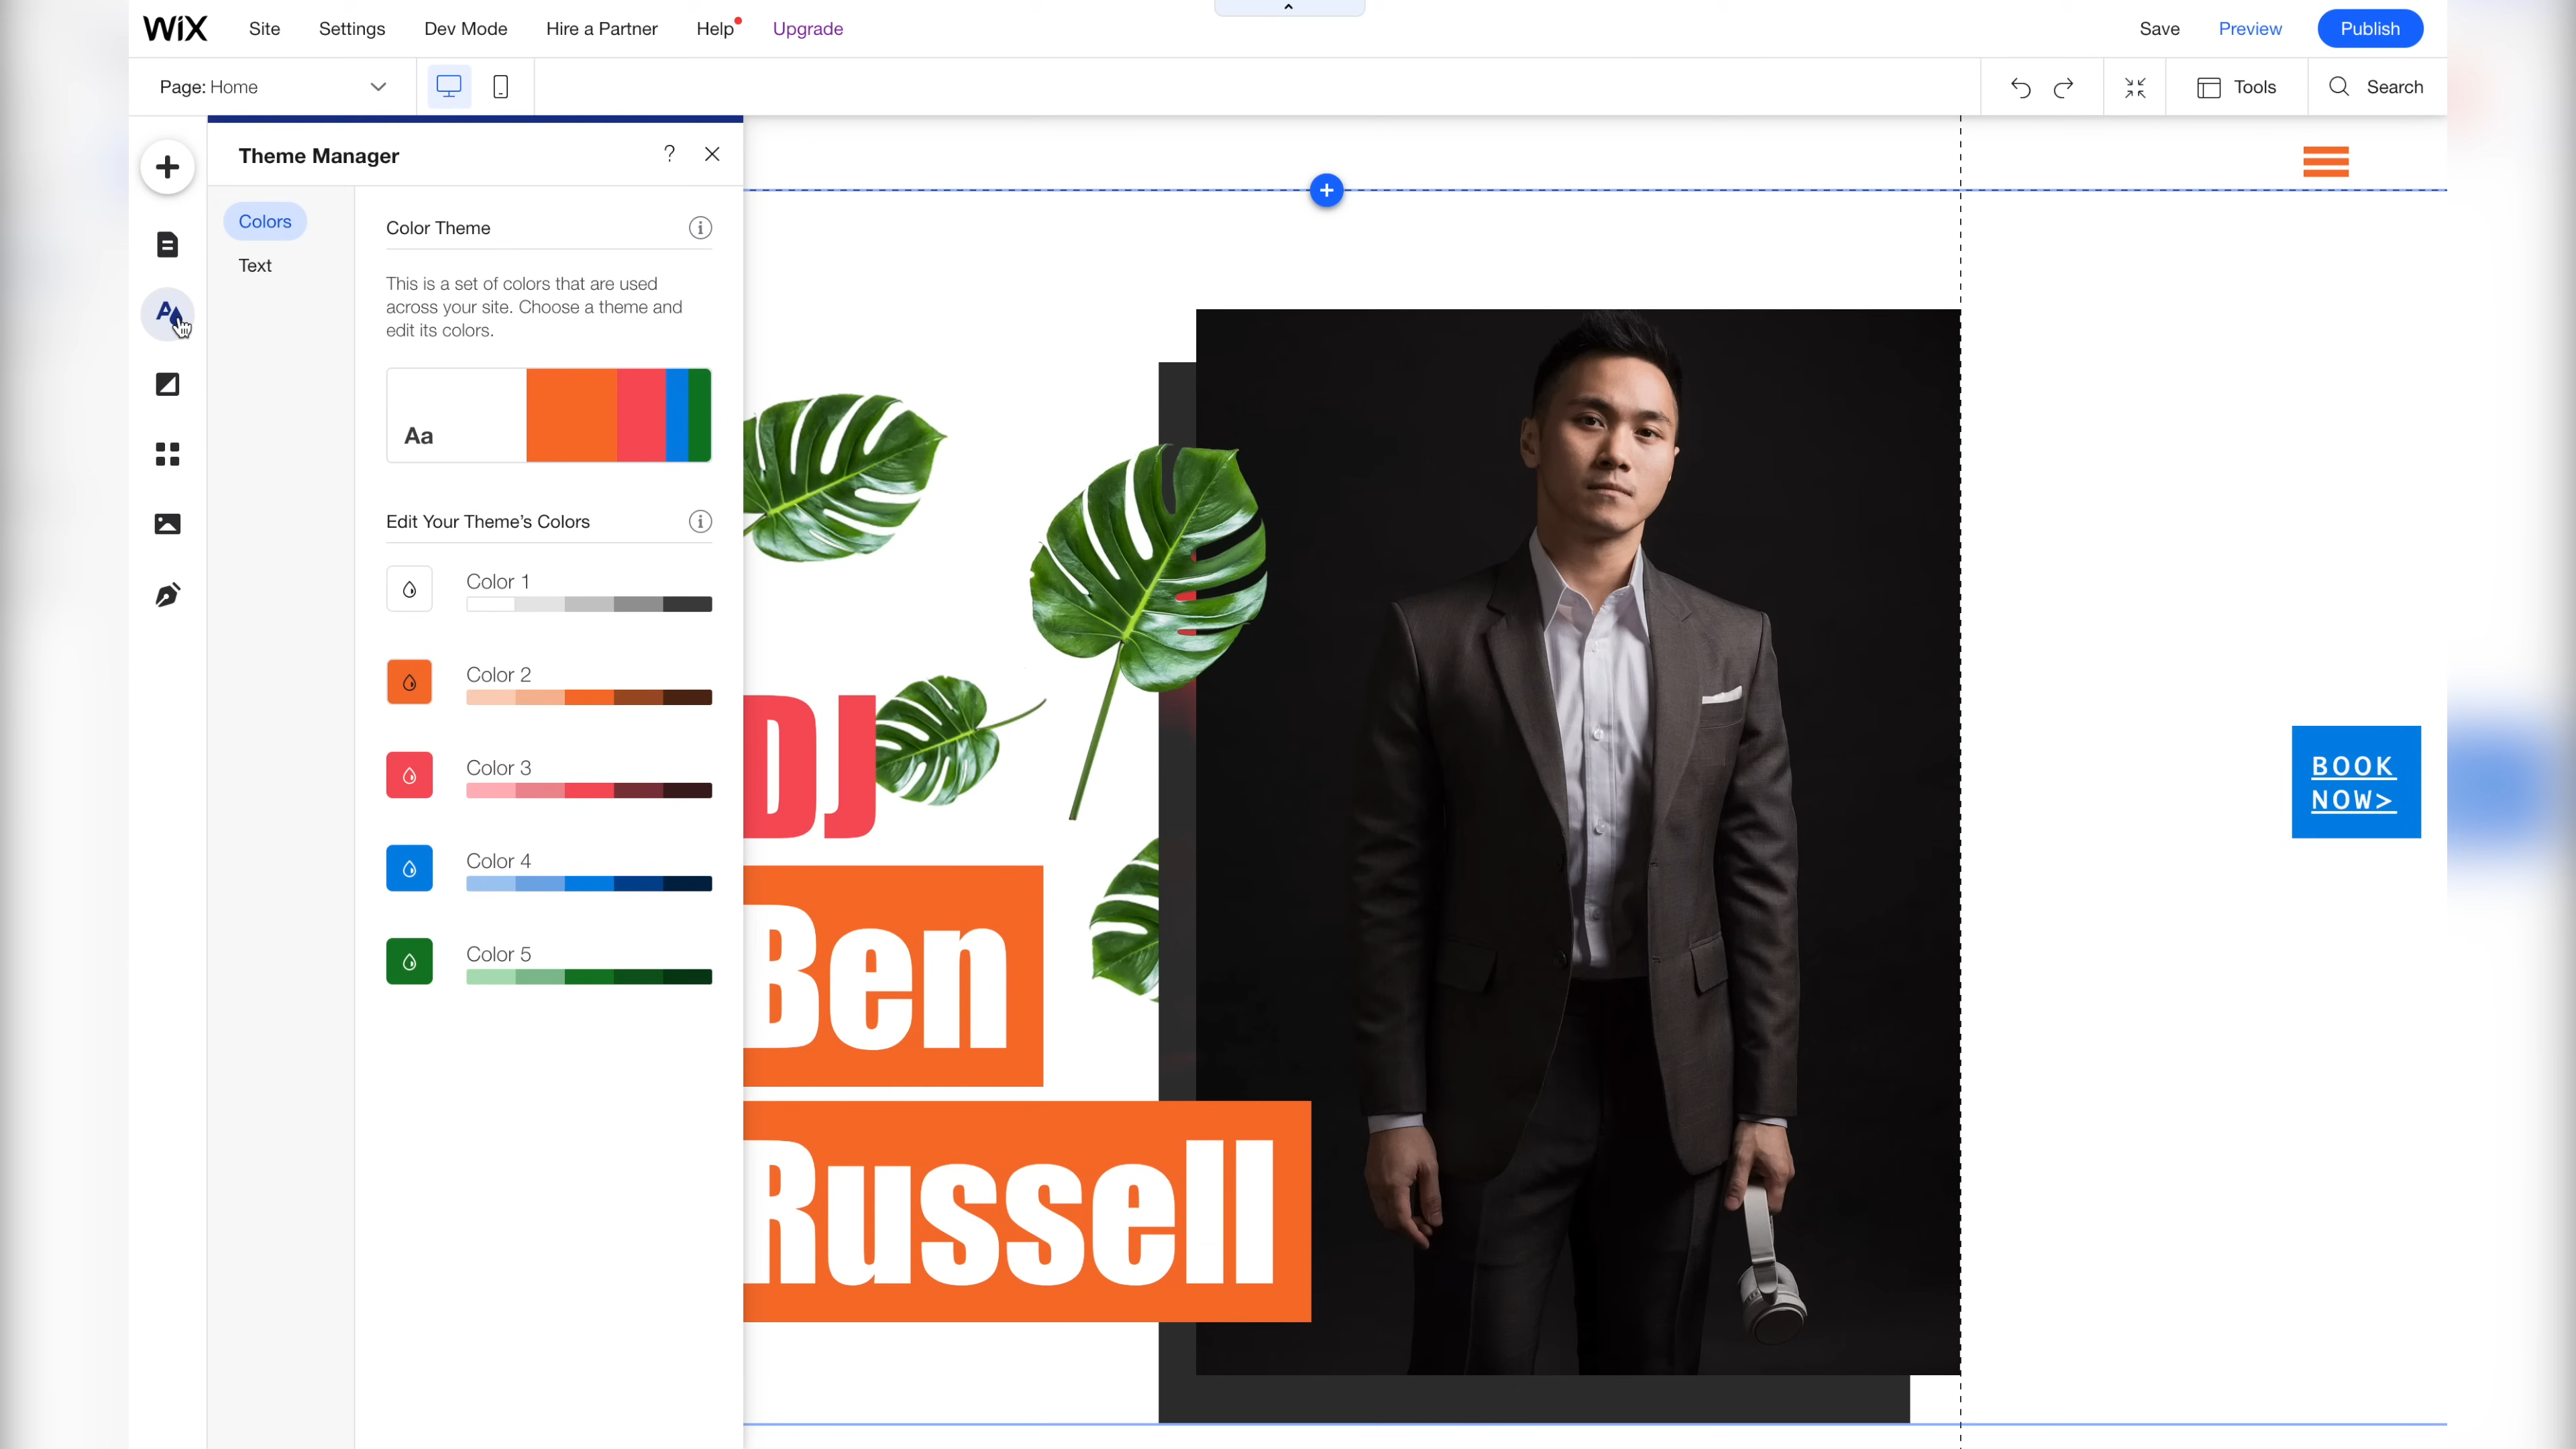 WIX Site Settings Dev Mode Hire a Partner Help Upgrade Save Preview Publish
Page: Home Tools Search
Theme Manager ?
Colors
Text
Color Theme
This is a set of colors that are used
across your site. Choose a theme and
edit its colors.
Aa
Edit Your Theme's Colors
Color 1
Color 2
Color 3
Color 4
Color 5
DJ
Ben
Russell
BOOK
NOW>